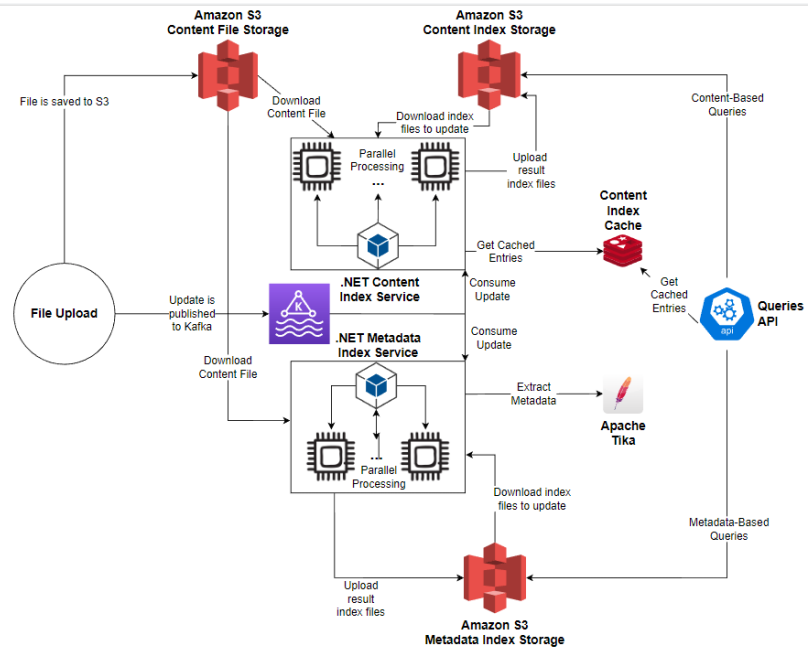 Amazon S3
Content File Storage
Amazon S3
Content Index Storage
File is saved to S3
Download
Content File
Download index
files to update
Content-Based
Queries
Parallel
Processing
...
Upload
result
index files
Content
Index
Cache
Get Cached
Entries
.NET Content
Index Service
Consume
Update
Get
Cached
Entries
File Upload
Update is
published
to Kafka
K
api
Queries
API
.NET Metadata
Index Service
Consume
Update
Download
Content File
Extract
Metadata
Apache
Tika
...
Parallel
Processing
Download index
files to update
Metadata-Based
Queries
Upload
result
index files
Amazon S3
Metadata Index Storage